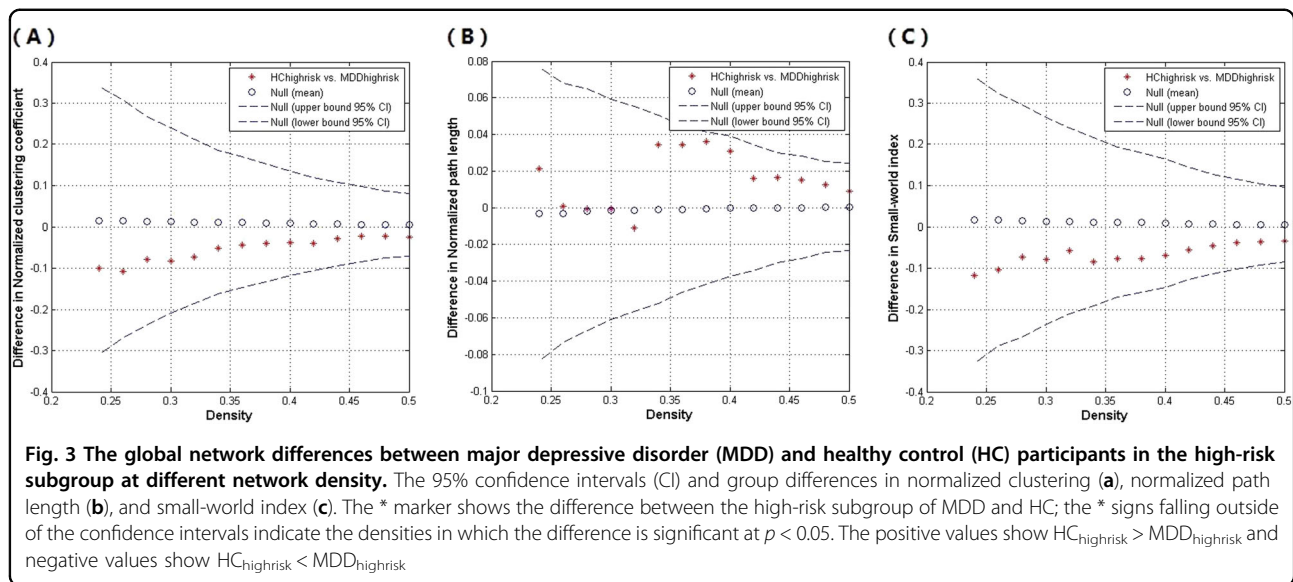 (A)
Difference in Normalized clustering coefficient
0.4
0.3
0.2
0.1
0
-0.1
-0.2
-0.3
-0.4
HChighrisk vs. MDDhighrisk
Null (mean)
Null (upper bound 95% CI)
Null (lower bound 95% CI)
0.2 0.25 0.3 0.35 0.4 0.45 0.5
Density
(B)
Difference in Normalized path length
0.08
0.06
0.04
0.02
0
-0.02
-0.04
-0.06
-0.08
-0.1
HChighrisk vs. MDDhighrisk
Null (mean)
Null (upper bound 95% CI)
Null (lower bound 95% CI)
0.2 0.25 0.3 0.35 0.4 0.45 0.5
Density
(C)
Difference in Small-world index
0.4
0.3
0.2
0.1
0
-0.1
-0.2
-0.3
-0.4
HChighrisk vs. MDDhighrisk
Null (mean)
Null (upper bound 95% CI)
Null (lower bound 95% CI)
0.2 0.25 0.3 0.35 0.4 0.45 0.5
Density
Fig. 3 The global network differences between major depressive disorder (MDD) and healthy control (HC) participants in the high-risk
subgroup at different network density. The 95% confidence intervals (CI) and group differences in normalized clustering (a), normalized path
length (b), and small-world index (c). The * marker shows the difference between the high-risk subgroup of MDD and HC; the * signs falling outside
of the confidence intervals indicate the densities in which the difference is significant at p < 0.05. The positive values show HChighrisk > MDDhighrisk and
negative values show HChighrisk < MDDhighrisk